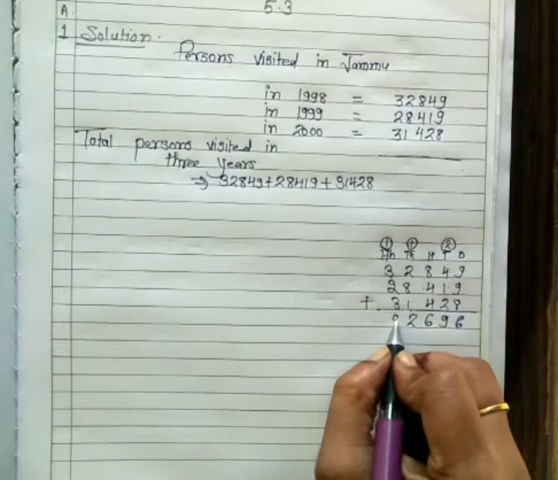 5.3
A.
1 Solution.
Persons visited in Jammu
in 1998 = 32849
in 1999 = 28419
in 2000 = 31428
Total persons visited in
three years
⇒ 32849+28419+31428
1 1 2
Th H T O
3 2 8 4 9
2 8 4 1 9
+ 3 1 4 2 8
2 6 9 6